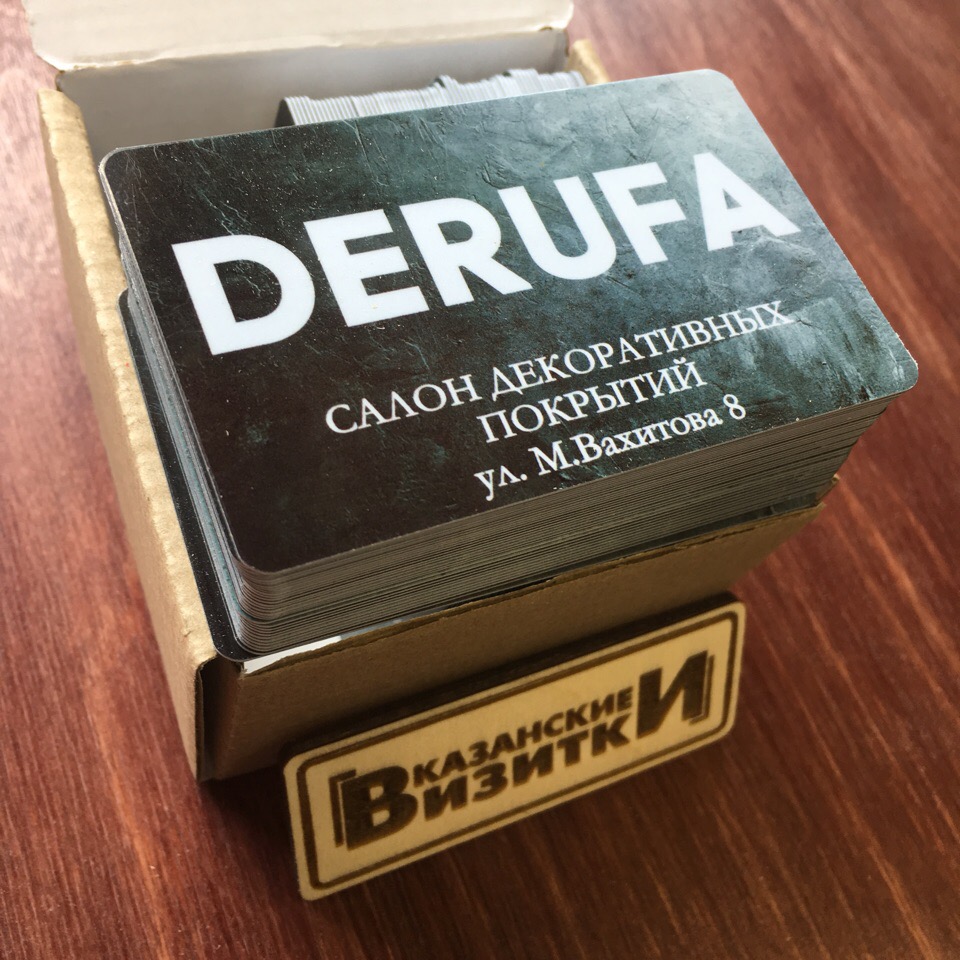 DERUFA
САЛОН ДЕКОРАТИВНЫХ
ПОКРЫТИЙ
ул. М.Вахитова 8
КАЗАНСКИЕ
ВИЗИТКИ